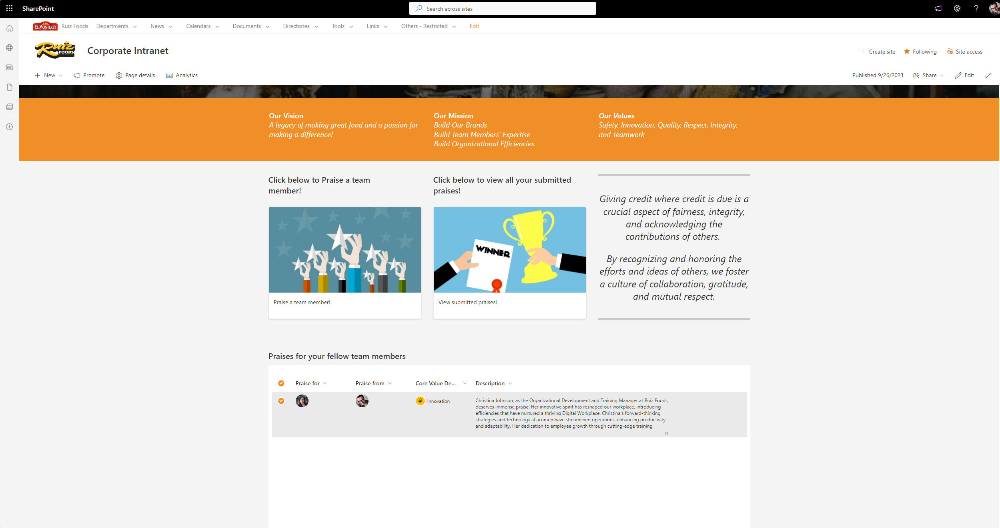 SharePoint
Search across sites
?
EL MONTEREY
Ruiz Foods
Departments
News
Calendars
Documents
Directories
Tools
Links
Others - Restricted
Edit
Ruiz
FOODS
Corporate Intranet
Create site
Following
Site access
New
Promote
Page details
Analytics
Published 9/26/2023
Share
Edit
Our Vision
A legacy of making great food and a passion for
making a difference!
Our Mission
Build Our Brands
Build Team Members' Expertise
Build Organizational Efficiencies
Our Values
Safety, Innovation, Quality, Respect, Integrity,
and Teamwork
Click below to Praise a team
member!
Praise a team member!
Click below to view all your submitted
praises!
WINNER
View submitted praises!
Giving credit where credit is due is a
crucial aspect of fairness, integrity,
and acknowledging the
contributions of others.
By recognizing and honoring the
efforts and ideas of others, we foster
a culture of collaboration, gratitude,
and mutual respect.
Praises for your fellow team members
Praise for
Praise from
Core Value De...
Description
Innovation
Christina Johnson, as the Organizational Development and Training Manager at Ruiz Foods,
deserves immense praise. Her innovative spirit has reshaped our workplace, introducing
efficiencies that have nurtured a thriving Digital Workplace. Christina's forward-thinking
strategies and technological acumen have streamlined operations, enhancing productivity
and adaptability. Her dedication to employee growth through cutting-edge training